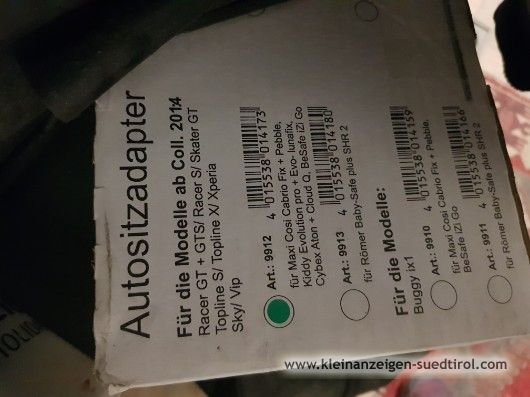 Autositzadapter
Für die Modelle ab Coll. 2014
Racer GT + GTS/ Racer S/ Skater GT
Topline S/ Topline X/ Xperia
Sky/ Vip
Art.: 9912
4 015538 014173
für Maxi Cosi Cabrio Fix + Pebble,
Kiddy Evolution pro + Evo- lunafix,
Cybex Aton + Cloud Q, BeSafe IZi Go
Art.: 9913
4 015538 014180
für Römer Baby-Safe plus SHR 2
Für die Modelle:
Buggy ix1
Art.: 9910
4 015538 014159
für Maxi Cosi Cabrio Fix + Pebble,
BeSafe IZi Go
Art.: 9911
4 015538 014166
für Römer Baby-Safe plus SHR 2
www.kleinanzeigen-suedtirol.com